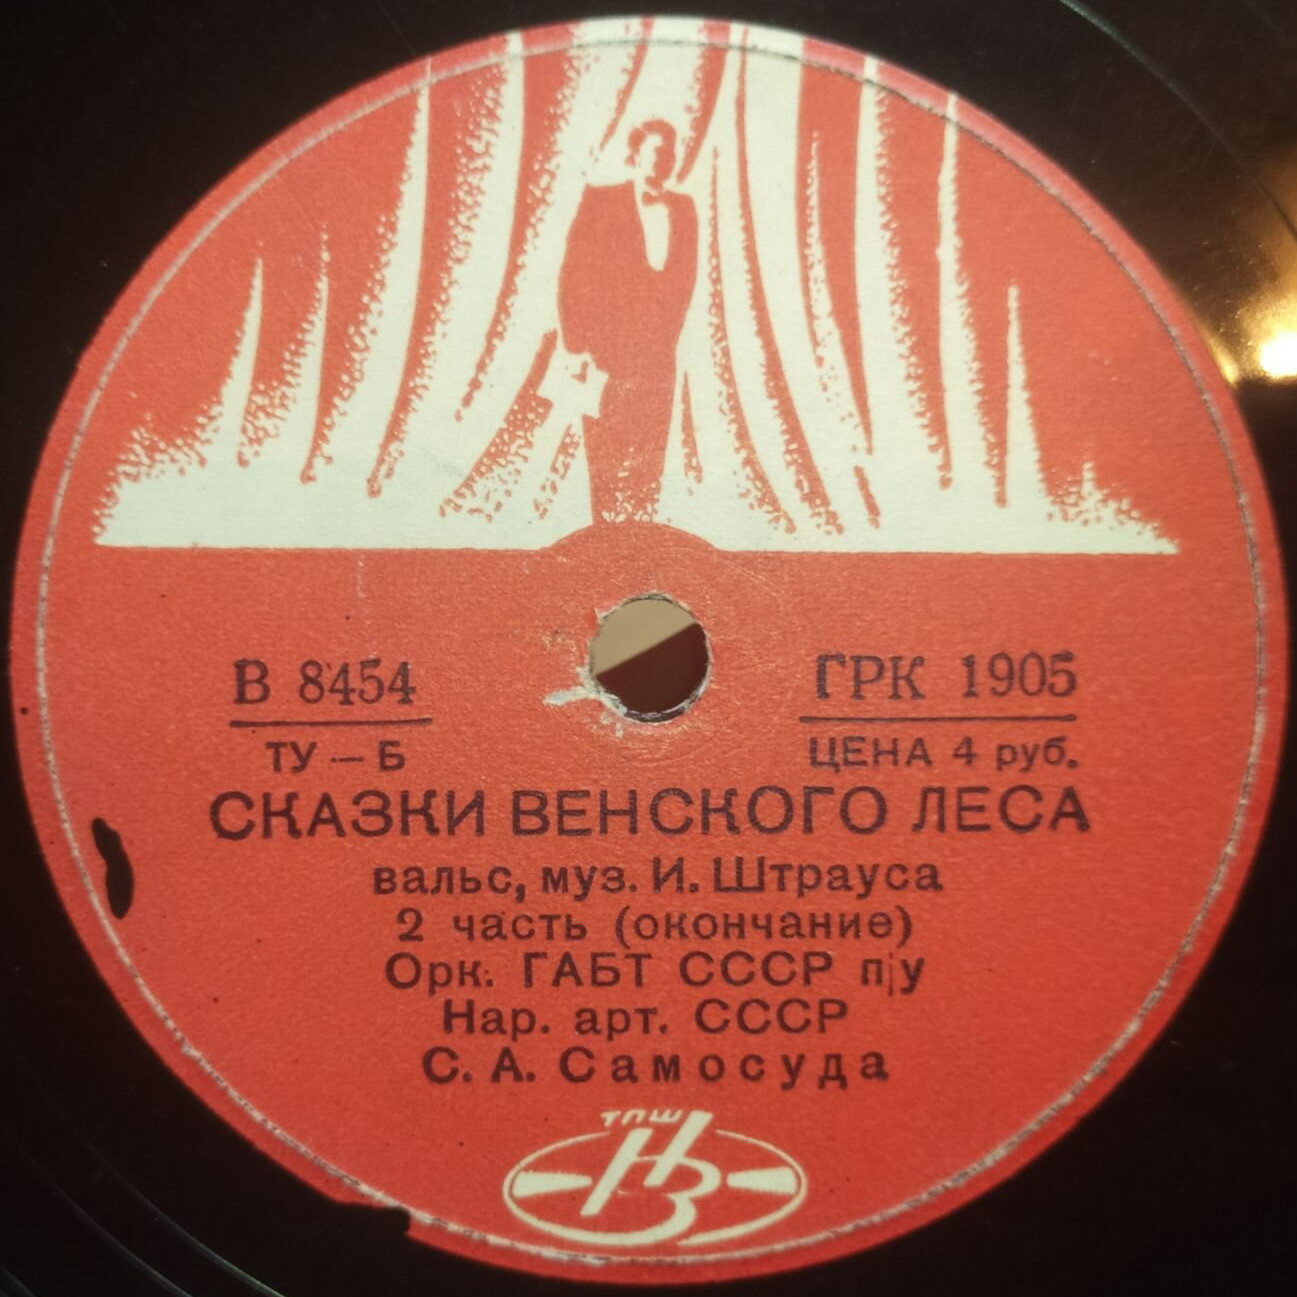 В 8454
ГРК 1905
ТУ – Б
ЦЕНА 4 руб.
СКАЗКИ ВЕНСКОГО ЛЕСА
вальс, муз. И. Штрауса
2 часть (окончание)
Орк. ГАБТ СССР п/у
Нар. арт. СССР
С. А. Самосуда
ТПШ
НЗ